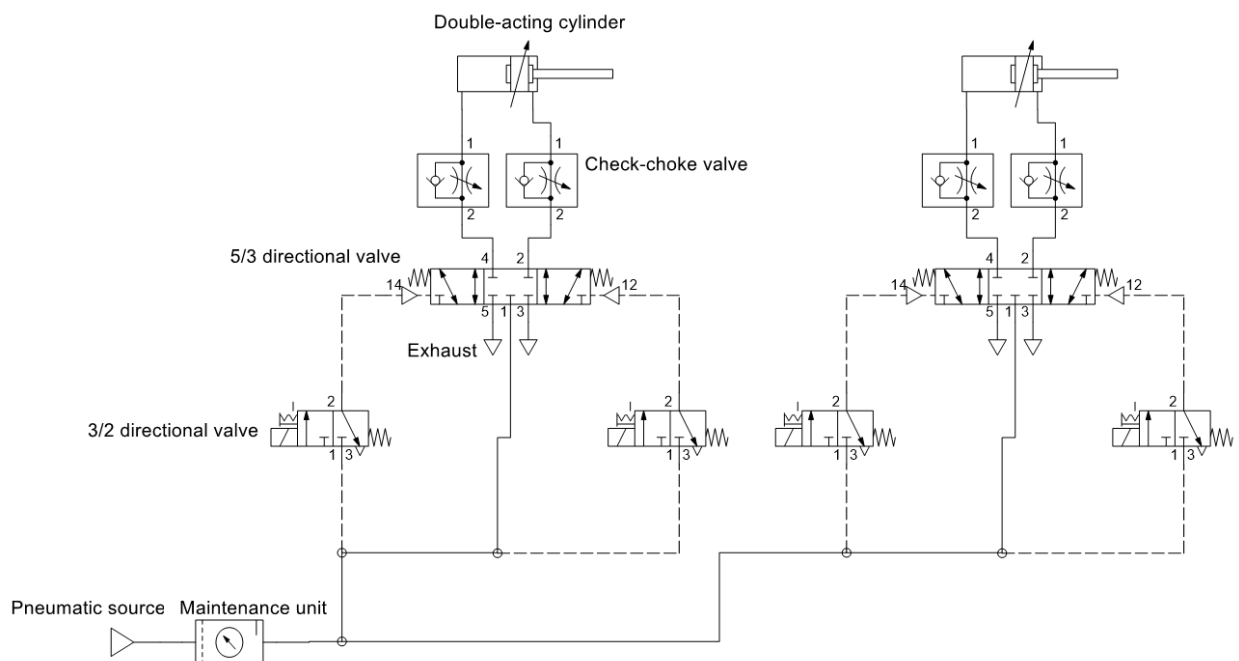 Double-acting cylinder
1 1 1 1
Check-choke valve
2 2 2 2
5/3 directional valve
4 2 4 2
14 12 14 12
5 1 3 5 1 3
Exhaust
3/2 directional valve
2 2 2 2
1 3 1 3 1 3 1 3
Pneumatic source Maintenance unit